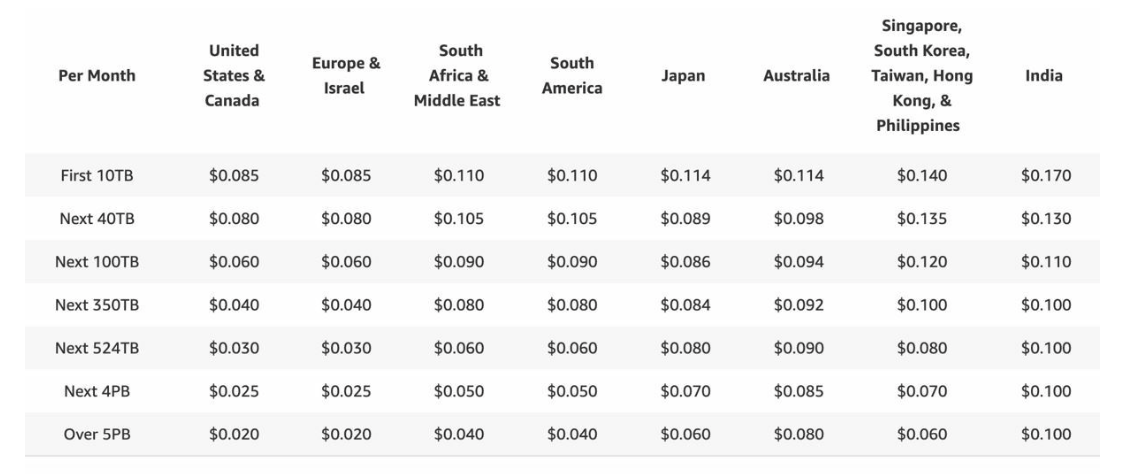 Per Month United States & Canada Europe & Israel South Africa & Middle East South America Japan Australia Singapore, South Korea, Taiwan, Hong Kong, & Philippines India
First 10TB $0.085 $0.085 $0.110 $0.110 $0.114 $0.114 $0.140 $0.170
Next 40TB $0.080 $0.080 $0.105 $0.105 $0.089 $0.098 $0.135 $0.130
Next 100TB $0.060 $0.060 $0.090 $0.090 $0.086 $0.094 $0.120 $0.110
Next 350TB $0.040 $0.040 $0.080 $0.080 $0.084 $0.092 $0.100 $0.100
Next 524TB $0.030 $0.030 $0.060 $0.060 $0.080 $0.090 $0.080 $0.100
Next 4PB $0.025 $0.025 $0.050 $0.050 $0.070 $0.085 $0.070 $0.100
Over 5PB $0.020 $0.020 $0.040 $0.040 $0.060 $0.080 $0.060 $0.100